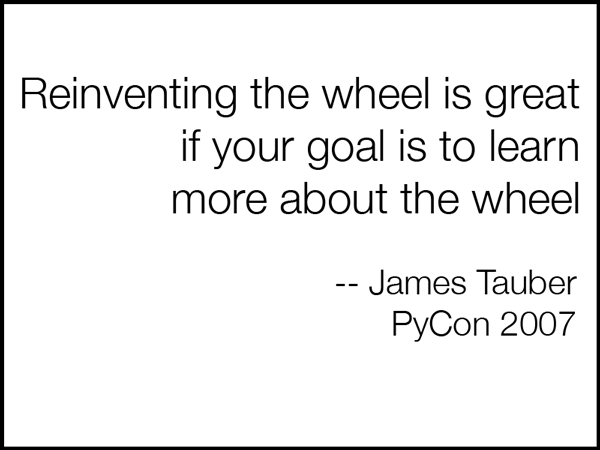 Reinventing the wheel is great
if your goal is to learn
more about the wheel
-- James Tauber
PyCon 2007